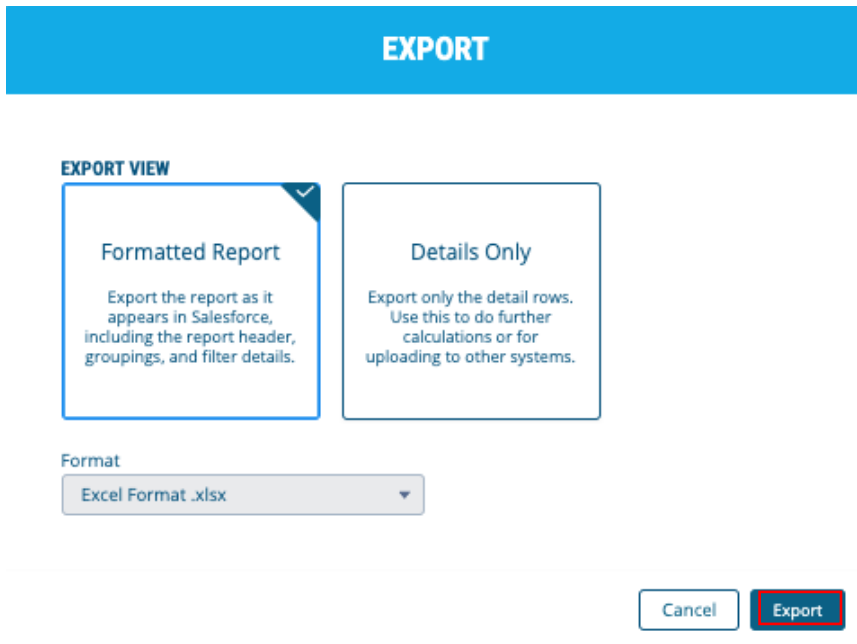 EXPORT
EXPORT VIEW
Formatted Report
Export the report as it
appears in Salesforce,
including the report header,
groupings, and filter details.
Details Only
Export only the detail rows.
Use this to do further
calculations or for
uploading to other systems.
Format
Excel Format .xlsx
Cancel
Export